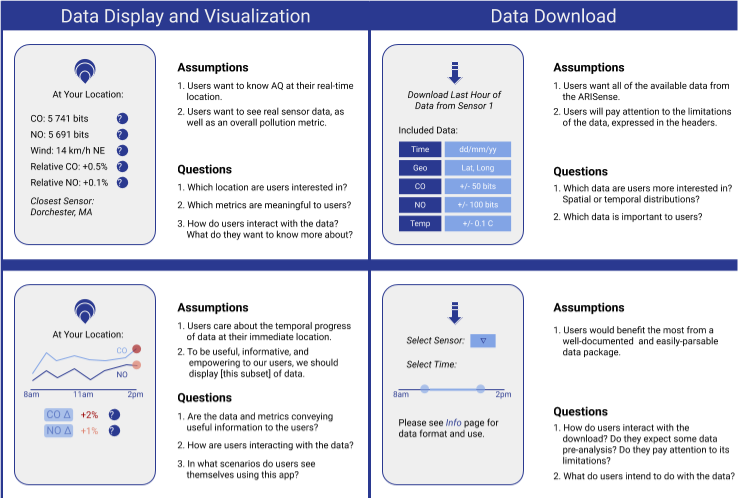 Data Display and Visualization
At Your Location:
CO: 5 741 bits ?
NO: 5 691 bits ?
Wind: 14 km/h NE ?
Relative CO: +0.5% ?
Relative NO: +0.1% ?
Closest Sensor:
Dorchester, MA
Assumptions
1. Users want to know AQ at their real-time
location.
2. Users want to see real sensor data, as
well as an overall pollution metric.
Questions
1. Which location are users interested in?
2. Which metrics are meaningful to users?
3. How do users interact with the data?
What do they want to know more about?
Data Download
Download Last Hour of
Data from Sensor 1
Included Data:
Time dd/mm/yy
Geo Lat, Long
CO +/- 50 bits
NO +/- 100 bits
Temp +/- 0.1 C
Assumptions
1. Users want all of the available data from
the ARISense.
2. Users will pay attention to the limitations
of the data, expressed in the headers.
Questions
1. Which data are users more interested in?
Spatial or temporal distributions?
2. Which data is important to users?
At Your Location:
CO
NO
8am 11am 2pm
CO Δ +2% ?
NO Δ +1% ?
Assumptions
1. Users care about the temporal progress
of data at their immediate location.
2. To be useful, informative, and
empowering to our users, we should
display [this subset] of data.
Questions
1. Are the data and metrics conveying
useful information to the users?
2. How are users interacting with the data?
3. In what scenarios do users see
themselves using this app?
Select Sensor: ▽
Select Time:
8am 2pm
Please see Info page for
data format and use.
Assumptions
1. Users would benefit the most from a
well-documented and easily-parsable
data package.
Questions
1. How do users interact with the
download? Do they expect some data
pre-analysis? Do they pay attention to its
limitations?
2. What do users intend to do with the data?